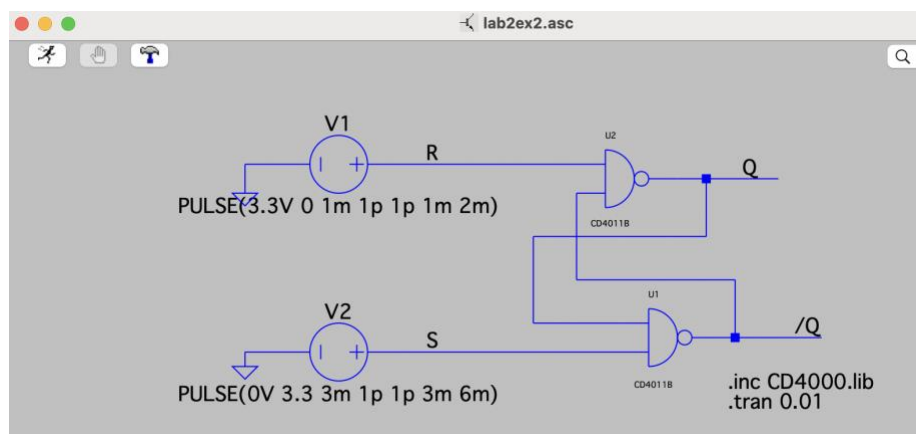 lab2ex2.asc
V1
R
PULSE(3.3V 0 1m 1p 1p 1m 2m)
U2
Q
CD4011B
V2
S
PULSE(0V 3.3 3m 1p 1p 3m 6m)
U1
/Q
CD4011B
.inc CD4000.lib
.tran 0.01